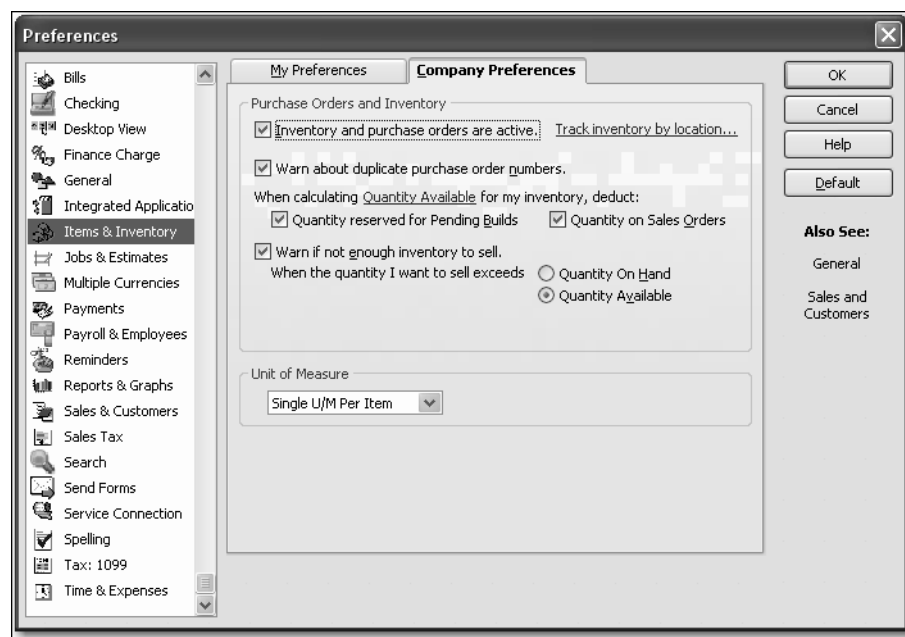 Preferences
Bills
Checking
Desktop View
Finance Charge
General
Integrated Applicatio
Items & Inventory
Jobs & Estimates
Multiple Currencies
Payments
Payroll & Employees
Reminders
Reports & Graphs
Sales & Customers
Sales Tax
Search
Send Forms
Service Connection
Spelling
Tax: 1099
Time & Expenses
My Preferences
Company Preferences
Purchase Orders and Inventory
Inventory and purchase orders are active. Track inventory by location...
Warn about duplicate purchase order numbers.
When calculating Quantity Available for my inventory, deduct:
Quantity reserved for Pending Builds Quantity on Sales Orders
Warn if not enough inventory to sell.
When the quantity I want to sell exceeds Quantity On Hand
Quantity Available
Unit of Measure
Single U/M Per Item
OK
Cancel
Help
Default
Also See:
General
Sales and
Customers